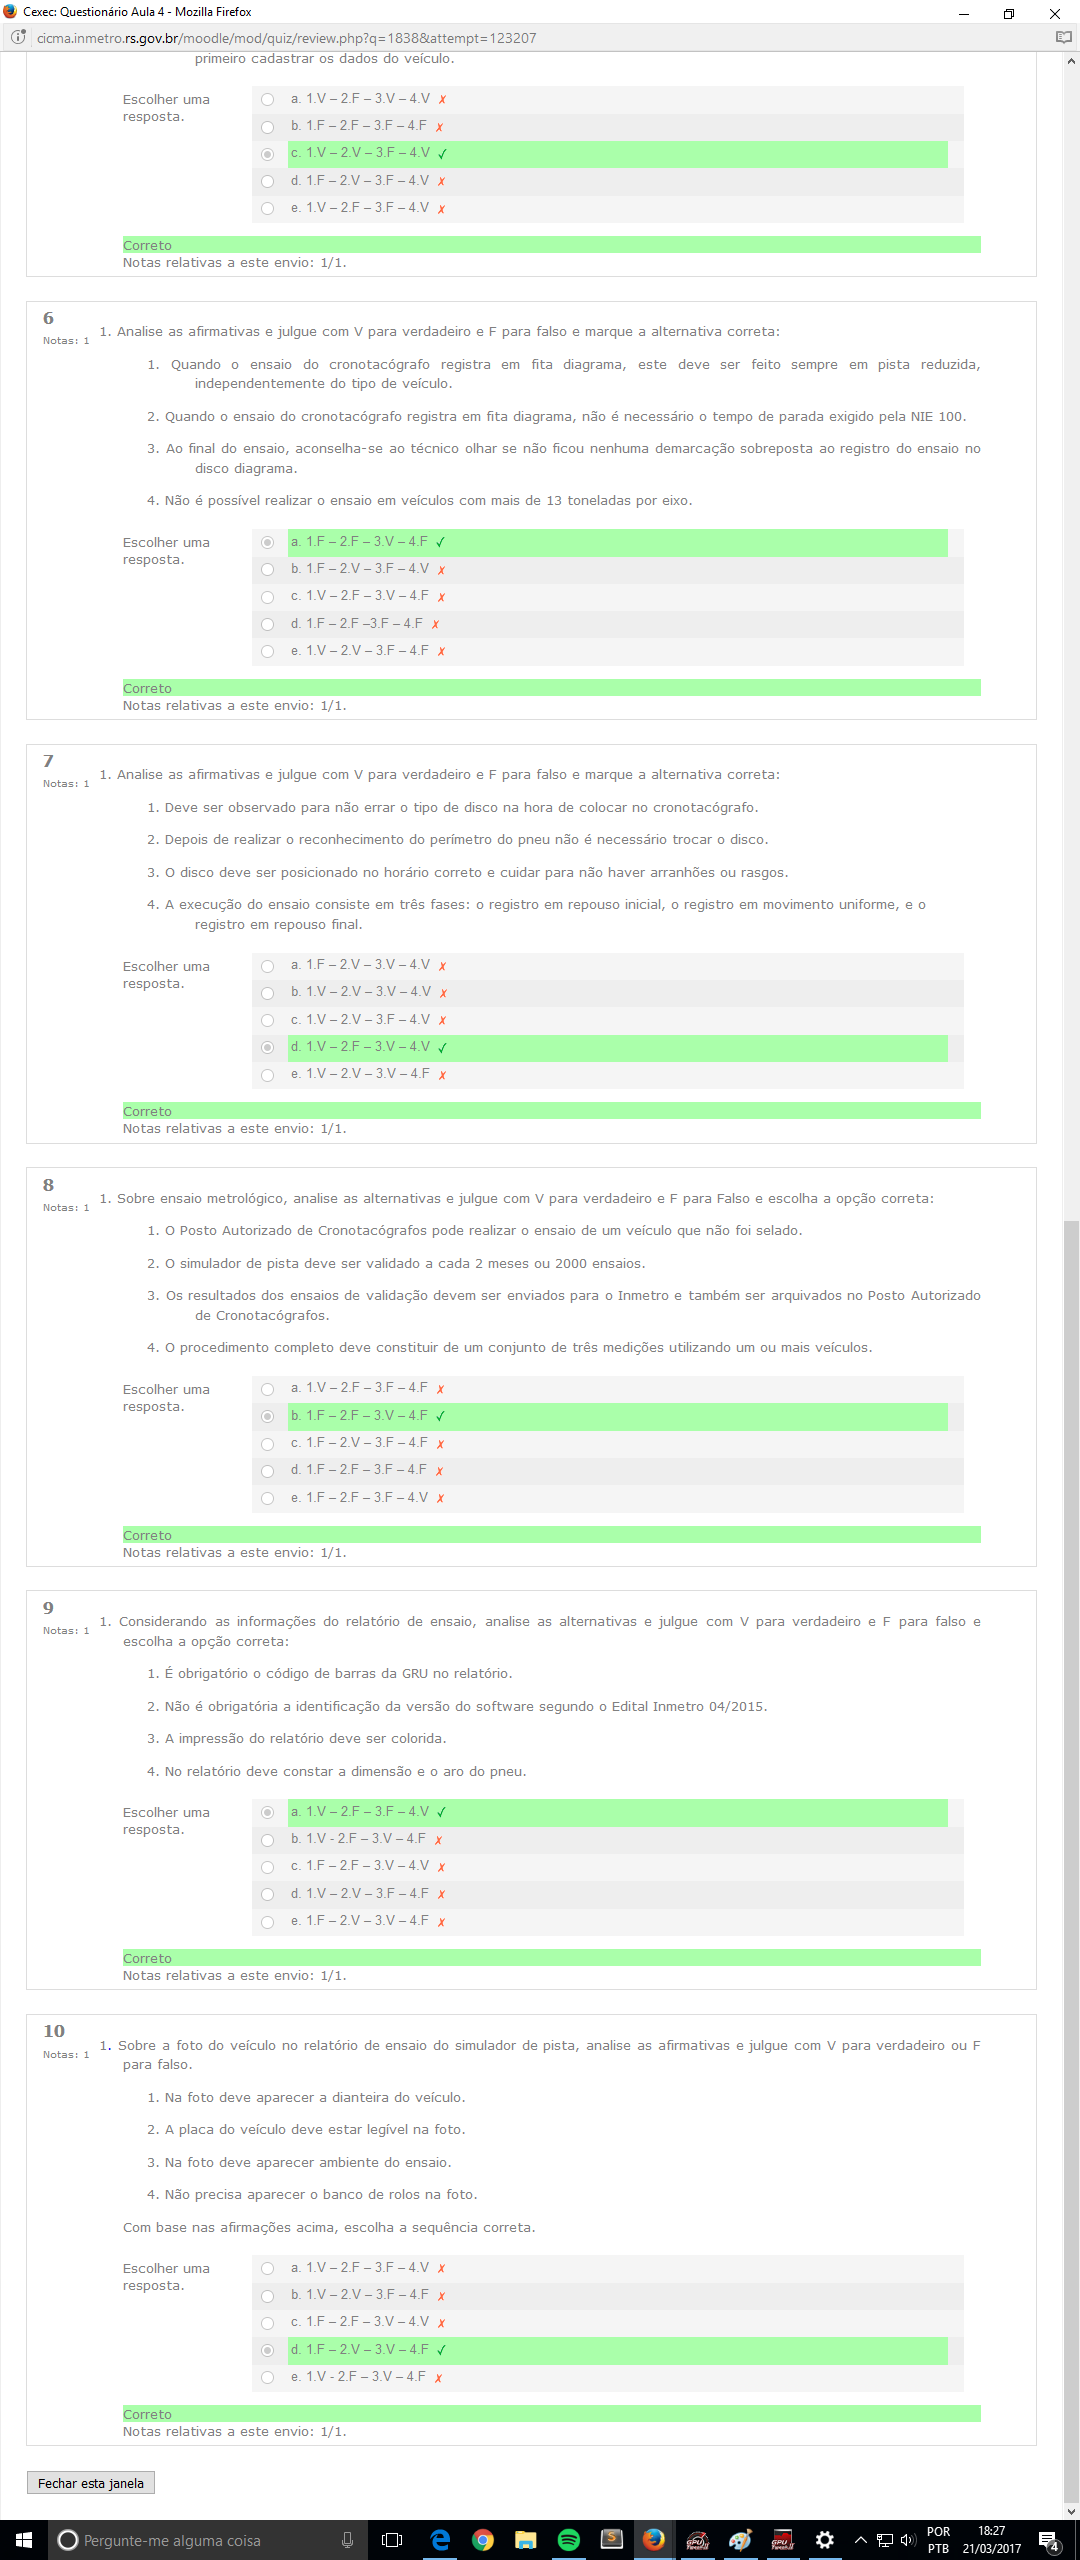 Cexec: Questionário Aula 4 - Mozilla Firefox
cicma.inmetro.rs.gov.br/moodle/mod/quiz/review.php?q=1838&attempt=123207
primeiro cadastrar os dados do veículo.
Escolher uma
resposta.
a. 1.V – 2.F – 3.V – 4.V ✗
b. 1.F – 2.F – 3.F – 4.F ✗
c. 1.V – 2.V – 3.F – 4.V ✓
d. 1.F – 2.V – 3.F – 4.V ✗
e. 1.V – 2.F – 3.F – 4.V ✗
Correto
Notas relativas a este envio: 1/1.
6
Notas: 1
1. Analise as afirmativas e julgue com V para verdadeiro e F para falso e marque a alternativa correta:
1. Quando o ensaio do cronotacógrafo registra em fita diagrama, este deve ser feito sempre em pista reduzida,
independentemente do tipo de veículo.
2. Quando o ensaio do cronotacógrafo registra em fita diagrama, não é necessário o tempo de parada exigido pela NIE 100.
3. Ao final do ensaio, aconselha-se ao técnico olhar se não ficou nenhuma demarcação sobreposta ao registro do ensaio no
disco diagrama.
4. Não é possível realizar o ensaio em veículos com mais de 13 toneladas por eixo.
Escolher uma
resposta.
a. 1.F – 2.F – 3.V – 4.F ✓
b. 1.F – 2.V – 3.F – 4.V ✗
c. 1.V – 2.F – 3.V – 4.F ✗
d. 1.F – 2.F –3.F – 4.F ✗
e. 1.V – 2.V – 3.F – 4.F ✗
Correto
Notas relativas a este envio: 1/1.
7
Notas: 1
1. Analise as afirmativas e julgue com V para verdadeiro e F para falso e marque a alternativa correta:
1. Deve ser observado para não errar o tipo de disco na hora de colocar no cronotacógrafo.
2. Depois de realizar o reconhecimento do perímetro do pneu não é necessário trocar o disco.
3. O disco deve ser posicionado no horário correto e cuidar para não haver arranhões ou rasgos.
4. A execução do ensaio consiste em três fases: o registro em repouso inicial, o registro em movimento uniforme, e o
registro em repouso final.
Escolher uma
resposta.
a. 1.F – 2.V – 3.V – 4.V ✗
b. 1.V – 2.V – 3.V – 4.V ✗
c. 1.V – 2.V – 3.F – 4.V ✗
d. 1.V – 2.F – 3.V – 4.V ✓
e. 1.V – 2.V – 3.V – 4.F ✗
Correto
Notas relativas a este envio: 1/1.
8
Notas: 1
1. Sobre ensaio metrológico, analise as alternativas e julgue com V para verdadeiro e F para Falso e escolha a opção correta:
1. O Posto Autorizado de Cronotacógrafos pode realizar o ensaio de um veículo que não foi selado.
2. O simulador de pista deve ser validado a cada 2 meses ou 2000 ensaios.
3. Os resultados dos ensaios de validação devem ser enviados para o Inmetro e também ser arquivados no Posto Autorizado
de Cronotacógrafos.
4. O procedimento completo deve constituir de um conjunto de três medições utilizando um ou mais veículos.
Escolher uma
resposta.
a. 1.V – 2.F – 3.F – 4.F ✗
b. 1.F – 2.F – 3.V – 4.F ✓
c. 1.F – 2.V – 3.F – 4.F ✗
d. 1.F – 2.F – 3.F – 4.F ✗
e. 1.F – 2.F – 3.F – 4.V ✗
Correto
Notas relativas a este envio: 1/1.
9
Notas: 1
1. Considerando as informações do relatório de ensaio, analise as alternativas e julgue com V para verdadeiro e F para falso e
escolha a opção correta:
1. É obrigatório o código de barras da GRU no relatório.
2. Não é obrigatória a identificação da versão do software segundo o Edital Inmetro 04/2015.
3. A impressão do relatório deve ser colorida.
4. No relatório deve constar a dimensão e o aro do pneu.
Escolher uma
resposta.
a. 1.V – 2.F – 3.F – 4.V ✓
b. 1.V - 2.F – 3.V – 4.F ✗
c. 1.F – 2.F – 3.V – 4.V ✗
d. 1.V – 2.V – 3.F – 4.F ✗
e. 1.F – 2.V – 3.V – 4.F ✗
Correto
Notas relativas a este envio: 1/1.
10
Notas: 1
1. Sobre a foto do veículo no relatório de ensaio do simulador de pista, analise as afirmativas e julgue com V para verdadeiro ou F
para falso.
1. Na foto deve aparecer a dianteira do veículo.
2. A placa do veículo deve estar legível na foto.
3. Na foto deve aparecer ambiente do ensaio.
4. Não precisa aparecer o banco de rolos na foto.
Com base nas afirmações acima, escolha a sequência correta.
Escolher uma
resposta.
a. 1.V – 2.F – 3.F – 4.V ✗
b. 1.V – 2.V – 3.F – 4.F ✗
c. 1.F – 2.F – 3.V – 4.V ✗
d. 1.F – 2.V – 3.V – 4.F ✓
e. 1.V - 2.F – 3.V – 4.F ✗
Correto
Notas relativas a este envio: 1/1.
Fechar esta janela
Pergunte-me alguma coisa
POR
PTB
18:27
21/03/2017
4